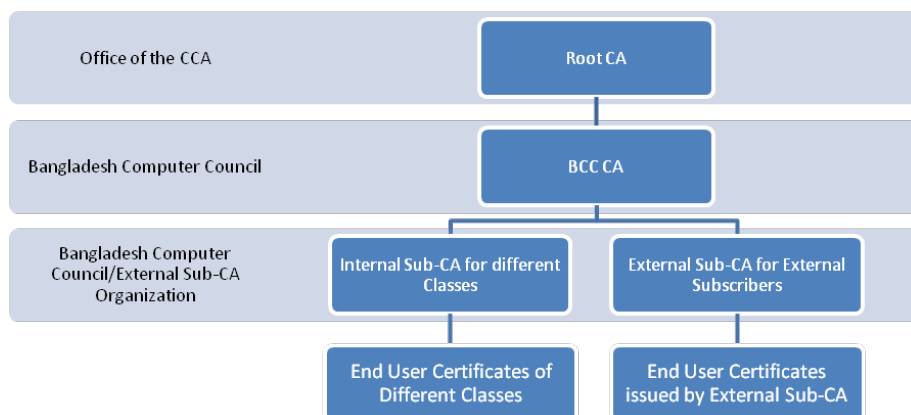 Office of the CCA
Root CA
Bangladesh Computer Council
BCC CA
Bangladesh Computer
Council/External Sub-CA
Organization
Internal Sub-CA for different
Classes
External Sub-CA for External
Subscribers
End User Certificates of
Different Classes
End User Certificates
issued by External Sub-CA